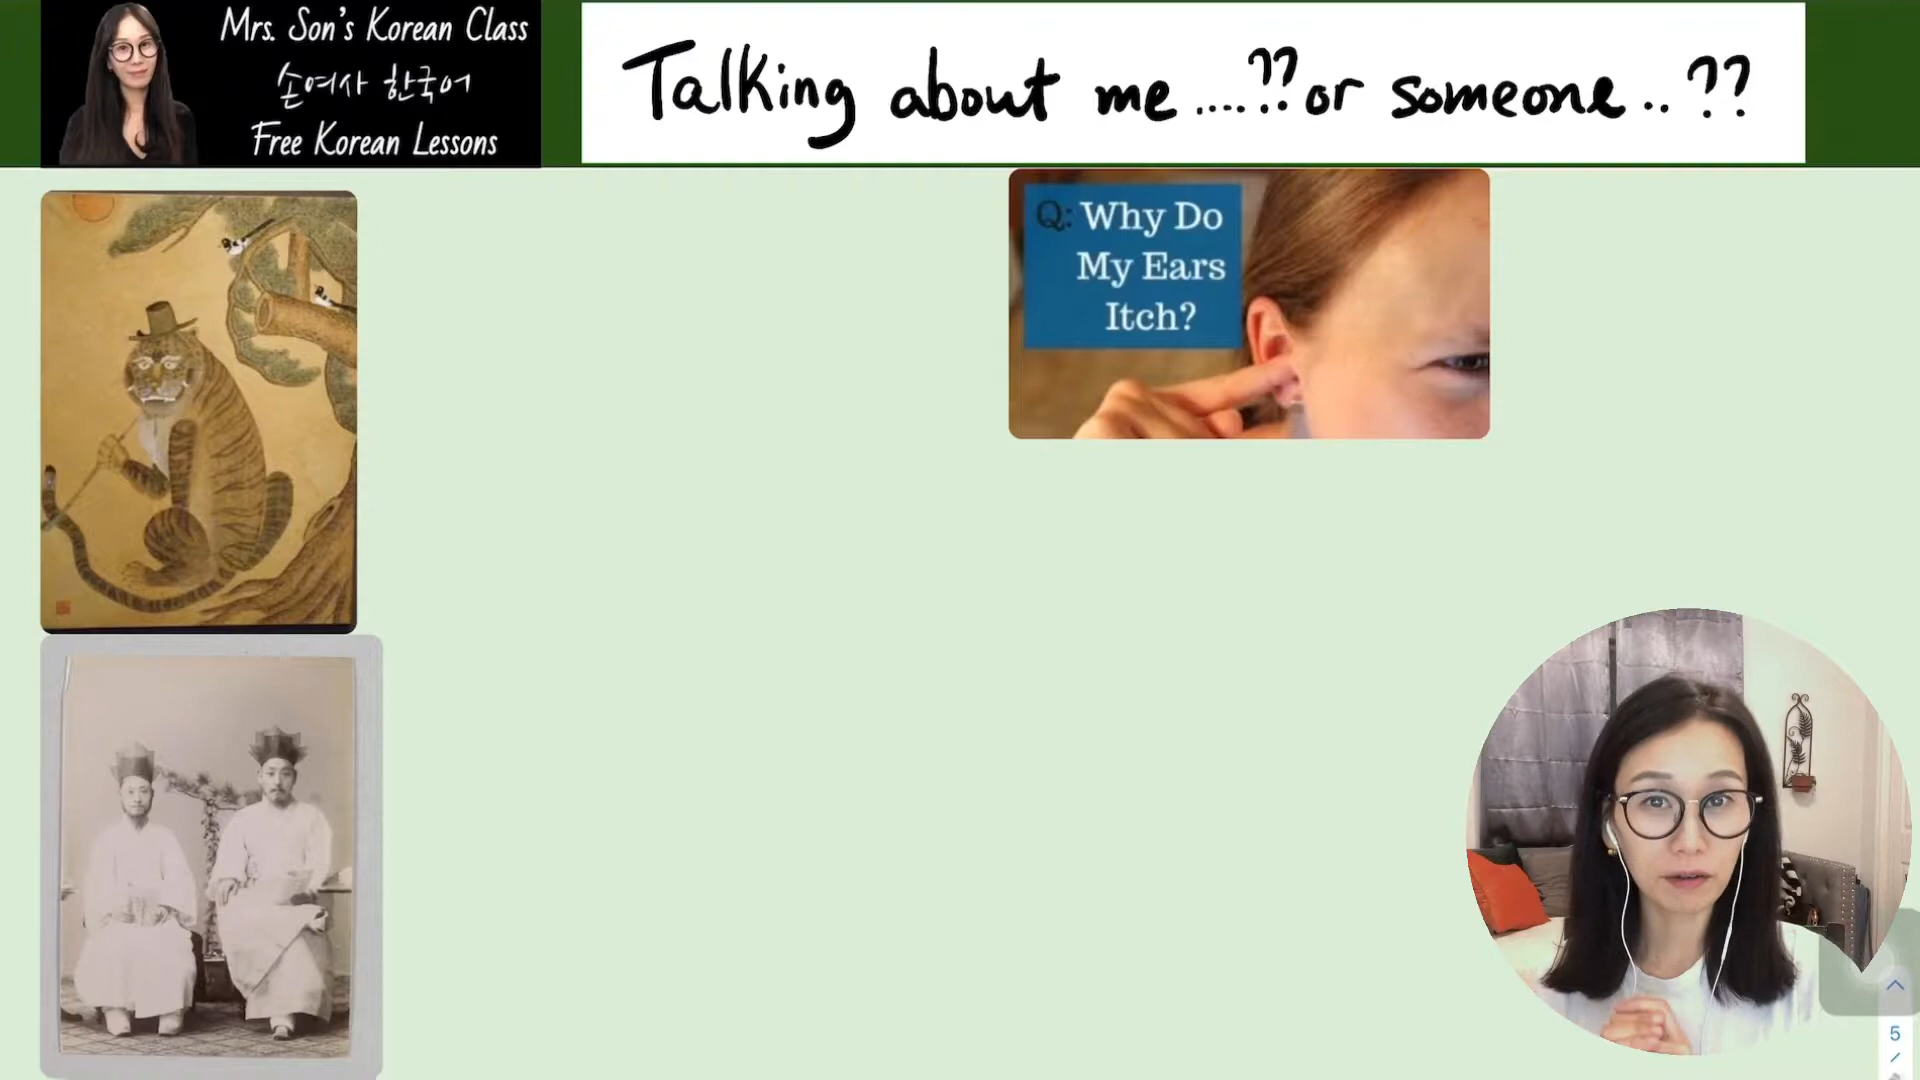 Mrs. Son's Korean Class
손여사 한국어
Free Korean Lessons
Talking about me ....?? or someone .. ??
Q: Why Do
My Ears
Itch?
5
/